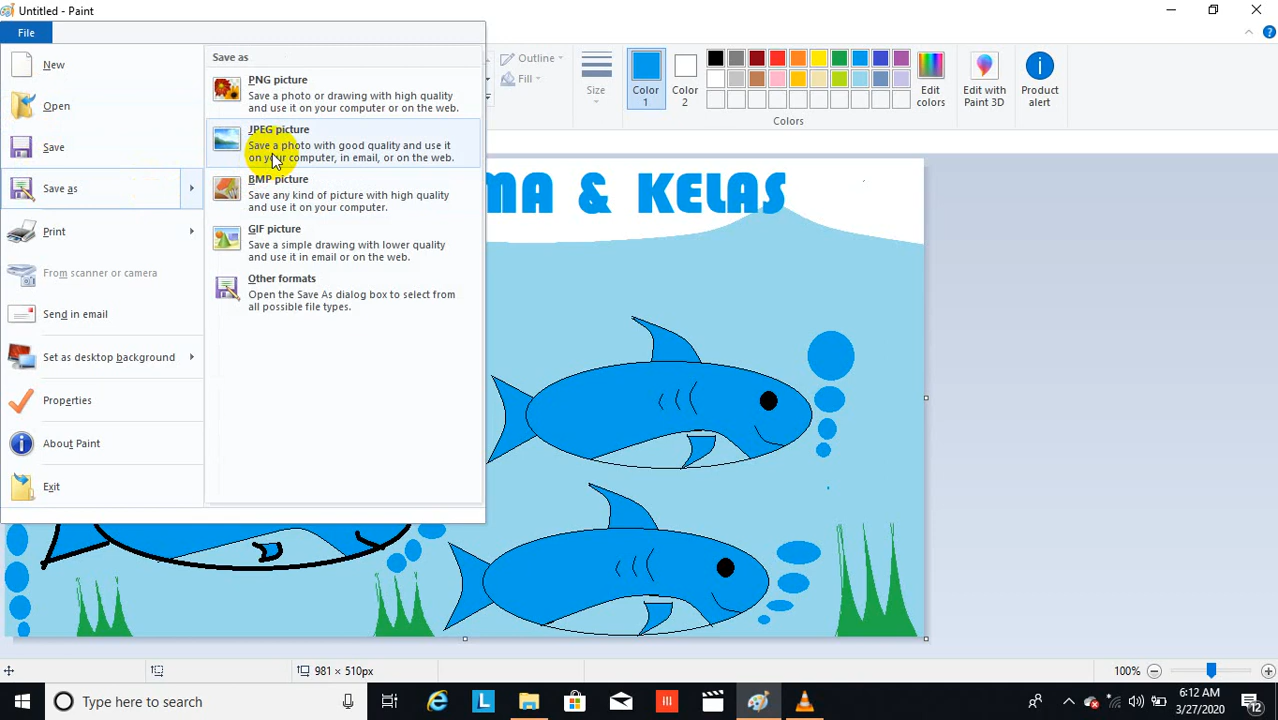 Untitled - Paint
File
New
Open
Save
Save as
Print
From scanner or camera
Send in email
Set as desktop background
Properties
About Paint
Exit
Save as
PNG picture
Save a photo or drawing with high quality
and use it on your computer or on the web.
JPEG picture
Save a photo with good quality and use it
on your computer, in email, or on the web.
BMP picture
Save any kind of picture with high quality
and use it on your computer.
GIF picture
Save a simple drawing with lower quality
and use it in email or on the web.
Other formats
Open the Save As dialog box to select from
all possible file types.
Outline
Fill
Size
Color
1
Color
2
Edit
colors
Edit with
Paint 3D
Product
alert
Colors
MA & KELAS
981 × 510px
100%
Type here to search
6:12 AM
3/27/2020
12